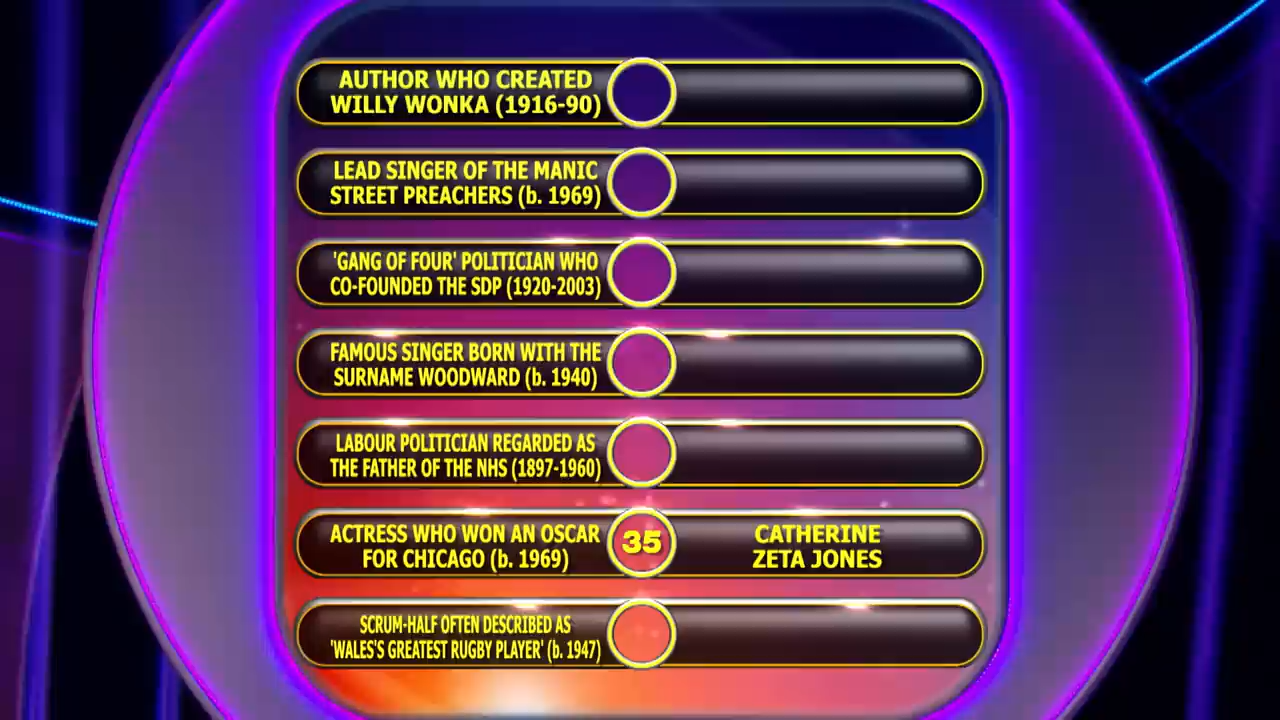 AUTHOR WHO CREATED
WILLY WONKA (1916-90)
LEAD SINGER OF THE MANIC
STREET PREACHERS (b. 1969)
'GANG OF FOUR' POLITICIAN WHO
CO-FOUNDED THE SDP (1920-2003)
FAMOUS SINGER BORN WITH THE
SURNAME WOODWARD (b. 1940)
LABOUR POLITICIAN REGARDED AS
THE FATHER OF THE NHS (1897-1960)
ACTRESS WHO WON AN OSCAR
FOR CHICAGO (b. 1969)
35
CATHERINE
ZETA JONES
SCRUM-HALF OFTEN DESCRIBED AS
'WALES'S GREATEST RUGBY PLAYER' (b. 1947)